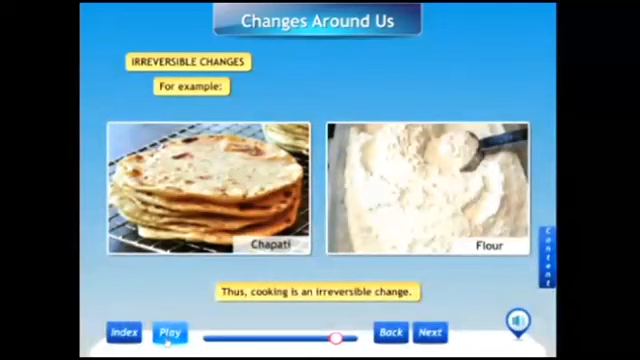 Changes Around Us
IRREVERSIBLE CHANGES
For example:
Chapati
Flour
Content
Thus, cooking is an irreversible change.
Index
Play
Back
Next